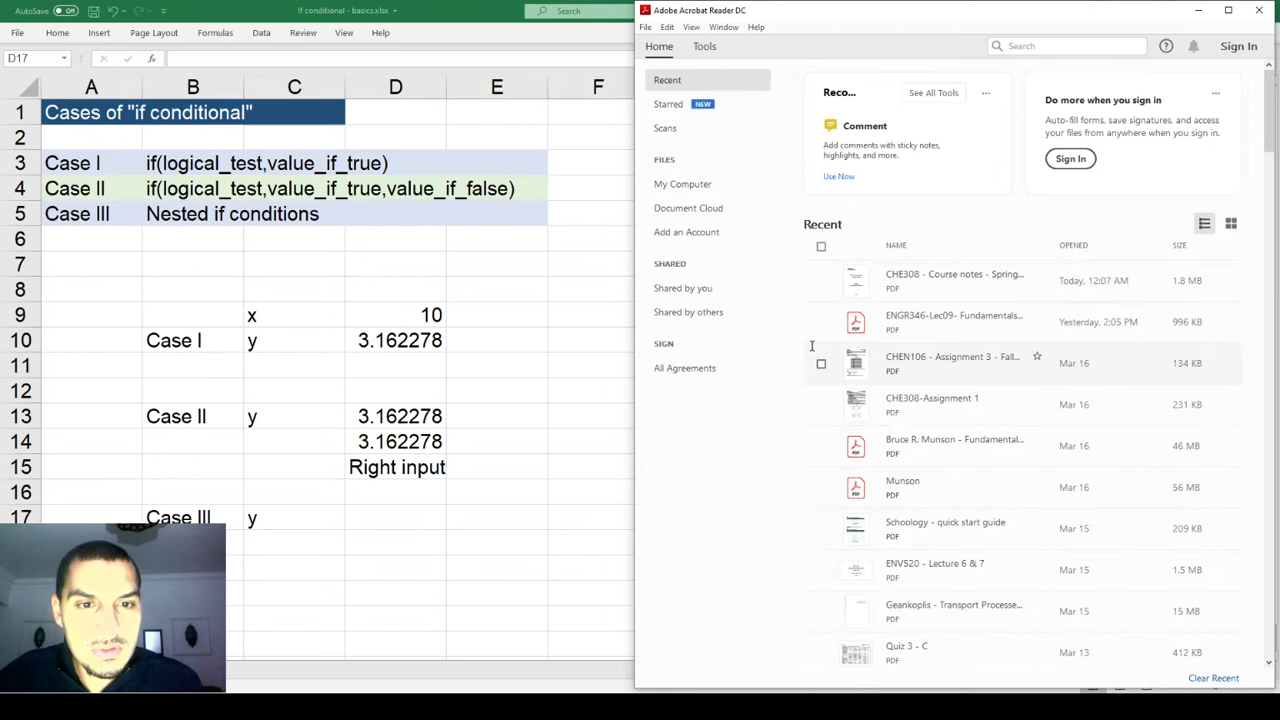 AutoSave Off
If conditional - basics.xlsx
Search
File Home Insert Page Layout Formulas Data Review View Help
D17
fx
A B C D E F
1 Cases of "if conditional"
2
3 Case I if(logical_test,value_if_true)
4 Case II if(logical_test,value_if_true,value_if_false)
5 Case III Nested if conditions
6
7
8
9 x 10
10 Case I y 3.162278
11
12
13 Case II y 3.162278
14 3.162278
15 Right input
16
17 Case III y
Adobe Acrobat Reader DC
File Edit View Window Help
Home Tools
Search
Sign In
Recent
Starred NEW
Scans
FILES
My Computer
Document Cloud
Add an Account
SHARED
Shared by you
Shared by others
SIGN
All Agreements
Reco...
See All Tools
Comment
Add comments with sticky notes,
highlights, and more.
Use Now
Do more when you sign in
Auto-fill forms, save signatures, and access
your files from anywhere when you sign in.
Sign In
Recent
NAME OPENED SIZE
CHE308 - Course notes - Spring...
PDF
Today, 12:07 AM 1.8 MB
ENGR346-Lec09- Fundamentals...
PDF
Yesterday, 2:05 PM 996 KB
CHEN106 - Assignment 3 - Fall...
PDF
Mar 16 134 KB
CHE308-Assignment 1
PDF
Mar 16 231 KB
Bruce R. Munson - Fundamental...
PDF
Mar 16 46 MB
Munson
PDF
Mar 16 56 MB
Schoology - quick start guide
PDF
Mar 15 209 KB
ENV520 - Lecture 6 & 7
PDF
Mar 15 1.5 MB
Geankoplis - Transport Processe...
PDF
Mar 15 15 MB
Quiz 3 - C
PDF
Mar 13 412 KB
Clear Recent